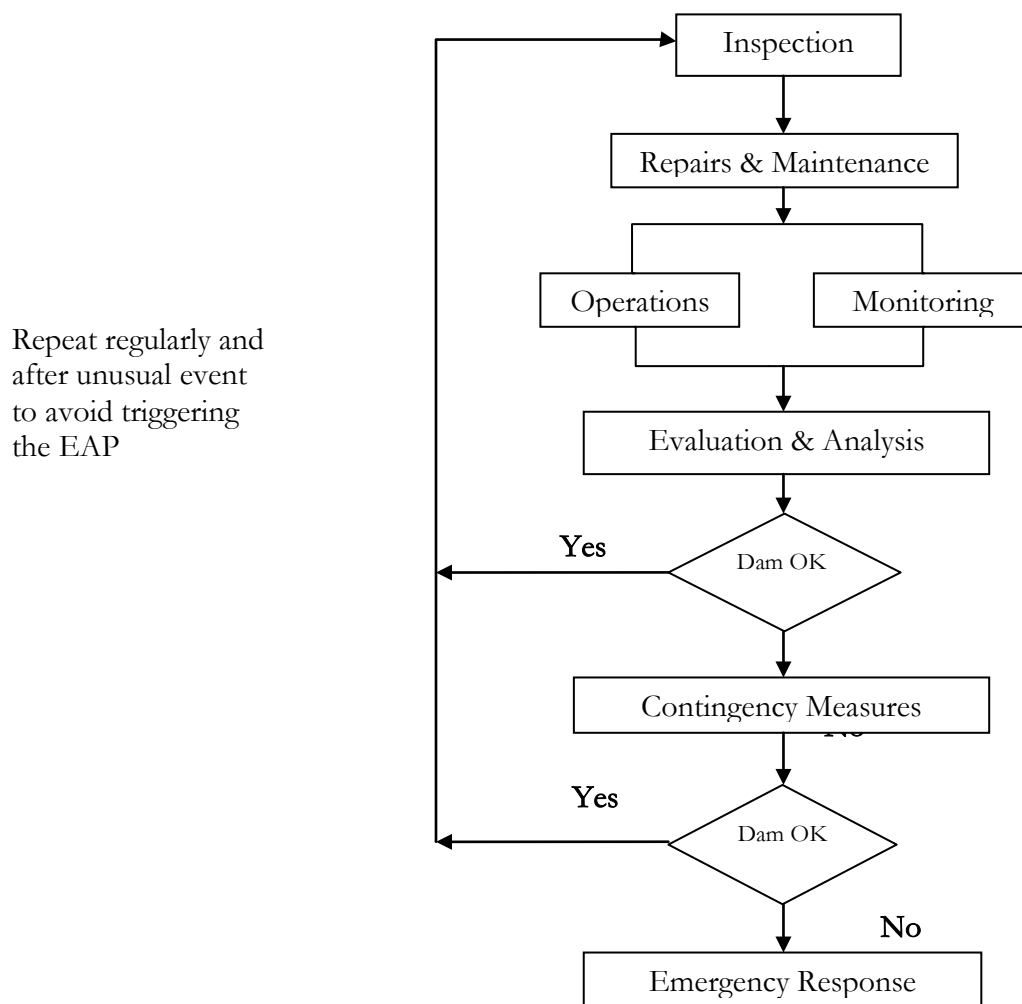 Inspection
Repairs & Maintenance
Operations
Monitoring
Repeat regularly and
after unusual event
to avoid triggering
the EAP
Evaluation & Analysis
Yes
Dam OK
Contingency Measures
No
Yes
Dam OK
No
Emergency Response